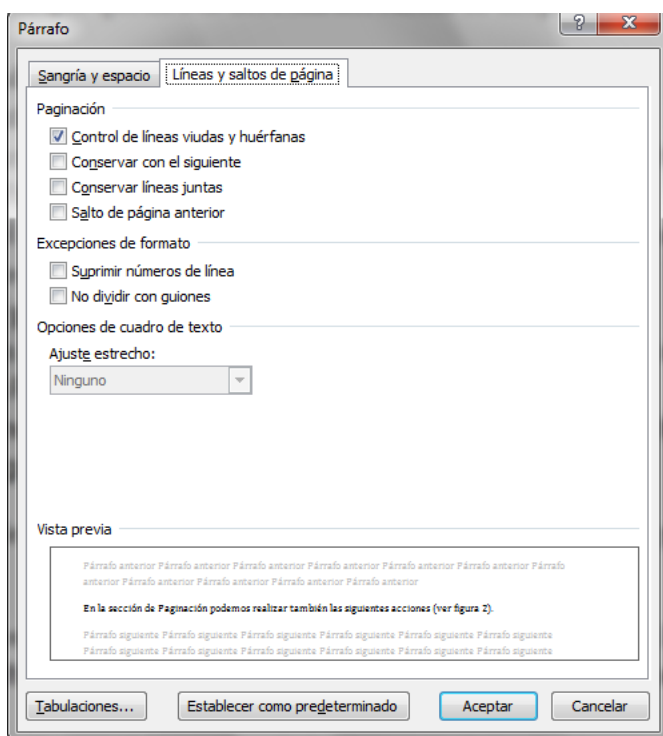 Párrafo
Sangría y espacio
Líneas y saltos de página
Paginación
Control de líneas viudas y huérfanas
Conservar con el siguiente
Conservar líneas juntas
Salto de página anterior
Excepciones de formato
Suprimir números de línea
No dividir con guiones
Opciones de cuadro de texto
Ajuste estrecho:
Ninguno
Vista previa
Párrafo anterior Párrafo anterior Párrafo anterior Párrafo anterior Párrafo anterior Párrafo anterior Párrafo
anterior Párrafo anterior Párrafo anterior Párrafo anterior Párrafo anterior
En la sección de Paginación podemos realizar también las siguientes acciones (ver figura 2).
Párrafo siguiente Párrafo siguiente Párrafo siguiente Párrafo siguiente Párrafo siguiente Párrafo siguiente
Párrafo siguiente Párrafo siguiente Párrafo siguiente Párrafo siguiente Párrafo siguiente Párrafo siguiente
Tabulaciones...
Establecer como predeterminado
Aceptar
Cancelar